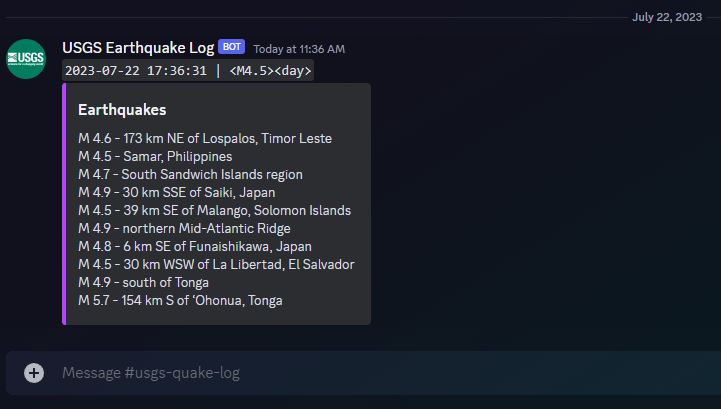 July 22, 2023
USGS
USGS Earthquake Log BOT Today at 11:36 AM
2023-07-22 17:36:31 | <M4.5><day>
Earthquakes
M 4.6 - 173 km NE of Lospalos, Timor Leste
M 4.5 - Samar, Philippines
M 4.7 - South Sandwich Islands region
M 4.9 - 30 km SSE of Saiki, Japan
M 4.5 - 39 km SE of Malango, Solomon Islands
M 4.9 - northern Mid-Atlantic Ridge
M 4.8 - 6 km SE of Funaishikawa, Japan
M 4.5 - 30 km WSW of La Libertad, El Salvador
M 4.9 - south of Tonga
M 5.7 - 154 km S of ‘Ohonua, Tonga
Message #usgs-quake-log